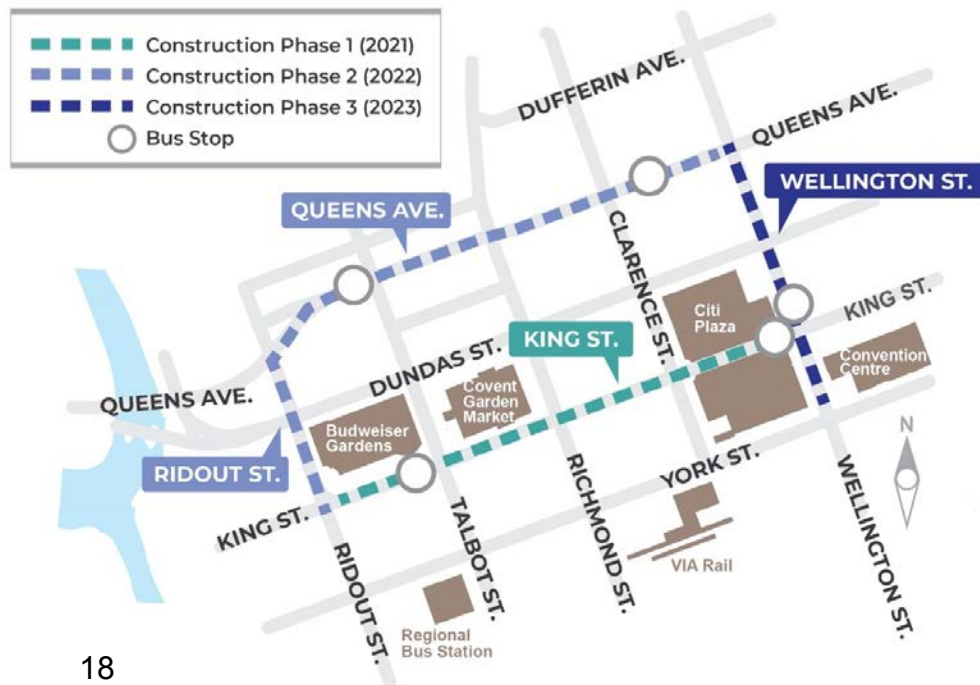 Construction Phase 1 (2021)
Construction Phase 2 (2022)
Construction Phase 3 (2023)
Bus Stop
DUFFERIN AVE.
QUEENS AVE.
WELLINGTON ST.
QUEENS AVE.
CLARENCE ST.
Citi
Plaza
KING ST.
KING ST.
Convention
Centre
DUNDAS ST.
Covent
Garden
Market
QUEENS AVE.
Budweiser
Gardens
RIDOUT ST.
N
YORK ST.
KING ST.
TALBOT ST.
RICHMOND ST.
WELLINGTON ST.
VIA Rail
RIDOUT ST.
Regional
Bus Station
18